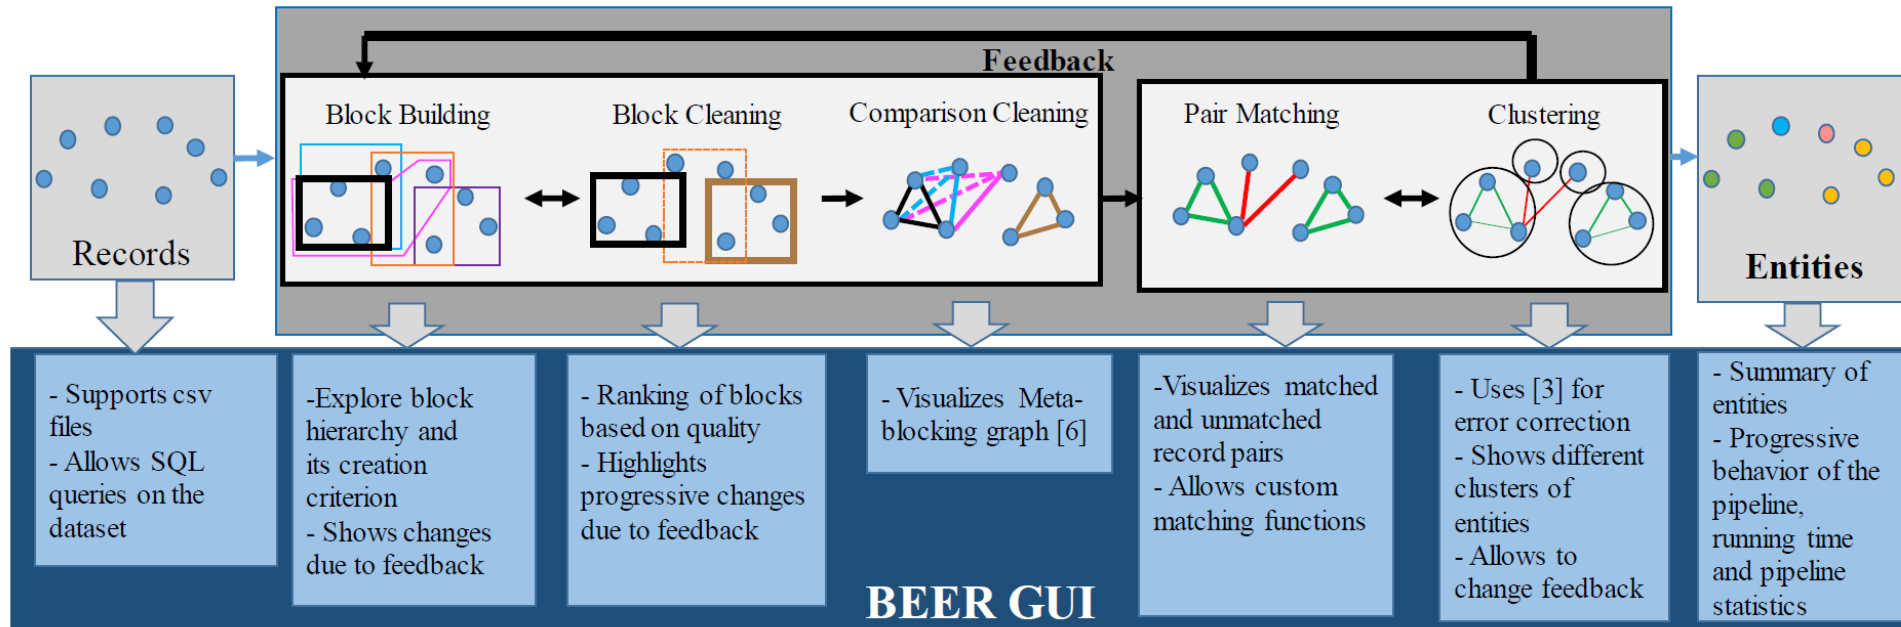 Feedback
Block Building
Block Cleaning
Comparison Cleaning
Pair Matching
Clustering
Records
Entities
- Supports csv
files
- Allows SQL
queries on the
dataset
-Explore block
hierarchy and
its creation
criterion
- Shows changes
due to feedback
- Ranking of blocks
based on quality
- Highlights
progressive changes
due to feedback
- Visualizes Meta-
blocking graph [6]
-Visualizes matched
and unmatched
record pairs
- Allows custom
matching functions
- Uses [3] for
error correction
- Shows different
clusters of
entities
- Allows to
change feedback
- Summary of
entities
- Progressive
behavior of the
pipeline,
running time
and pipeline
statistics
BEER GUI